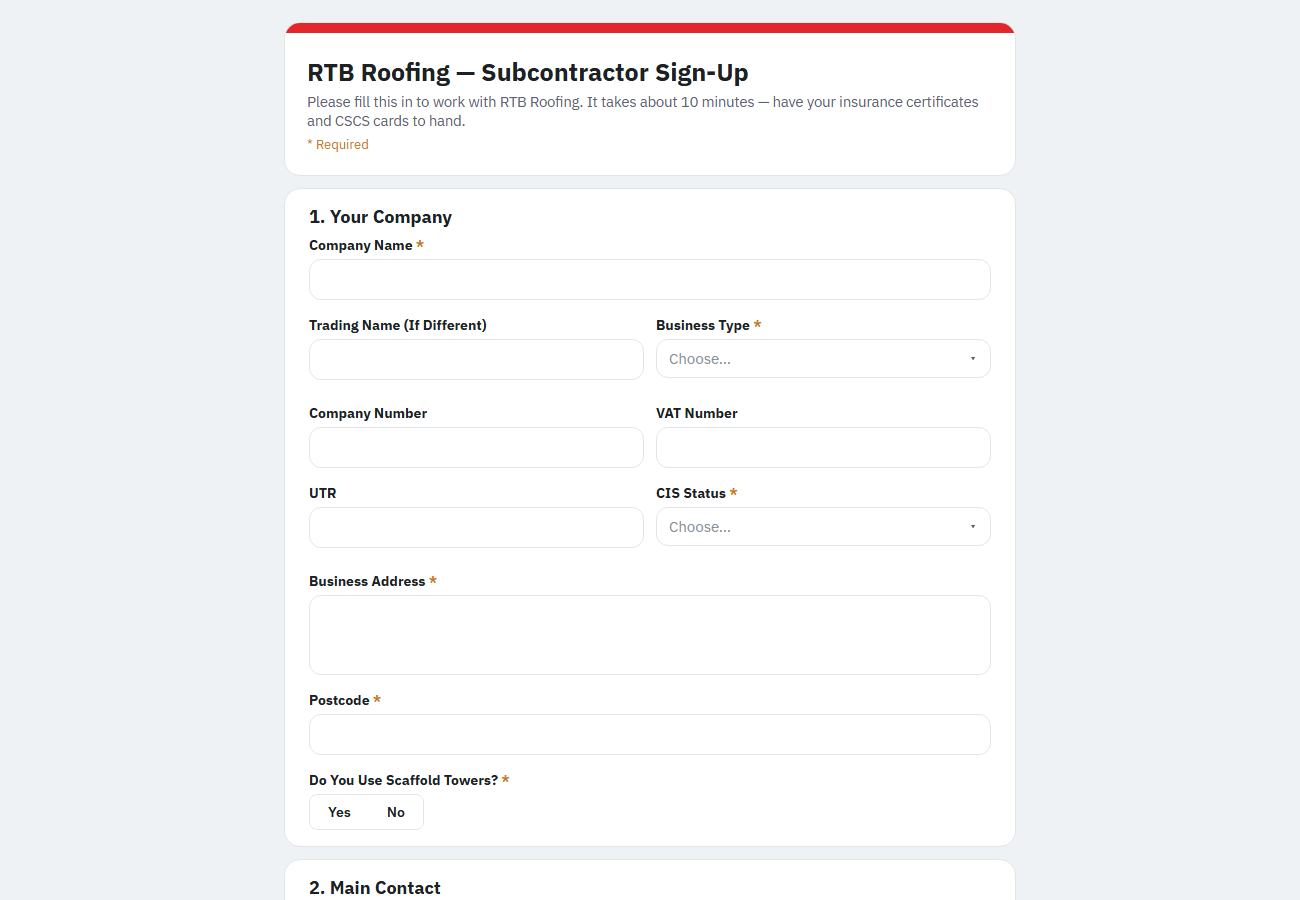 RTB Roofing — Subcontractor Sign-Up
Please fill this in to work with RTB Roofing. It takes about 10 minutes — have your insurance certificates
and CSCS cards to hand.
* Required
1. Your Company
Company Name *
Trading Name (If Different)
Business Type *
Choose...
Company Number
VAT Number
UTR
CIS Status *
Choose...
Business Address *
Postcode *
Do You Use Scaffold Towers? *
Yes No
2. Main Contact